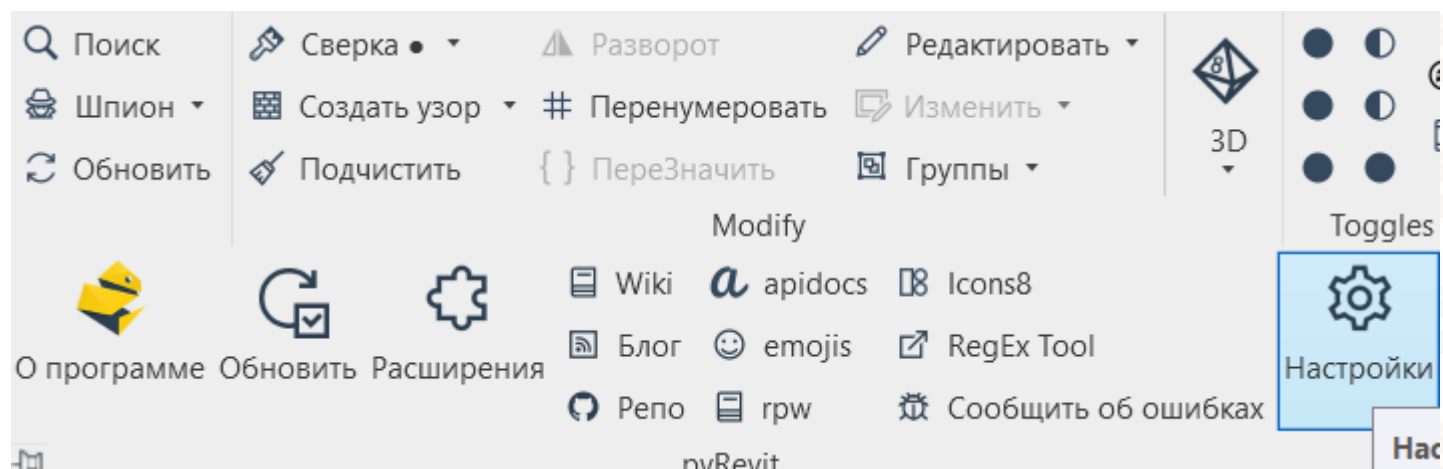 Поиск Сверка ● Разворот Редактировать
Шпион Создать узор Перенумеровать Изменить
3D
Обновить Подчистить { } ПереЗначить Группы
Modify Toggles
Wiki apidocs Icons8
Блог emojis RegEx Tool
О программе Обновить Расширения Настройки
Репо rpw Сообщить об ошибках
pyRevit